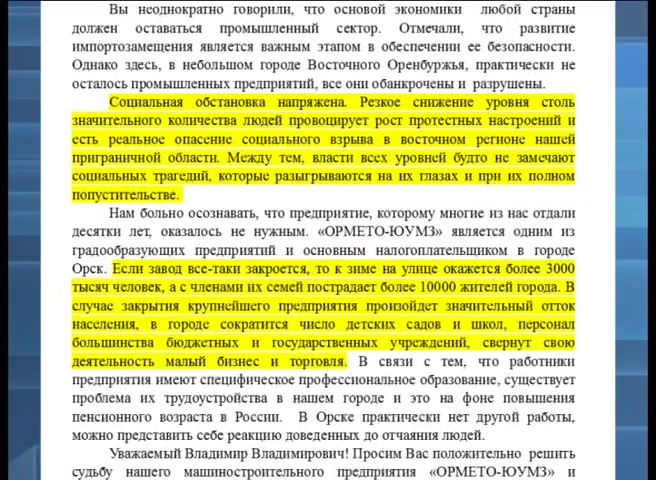 Вы неоднократно говорили, что основой экономики любой страны
должен оставаться промышленный сектор. Отмечали, что развитие
импортозамещения является важным этапом в обеспечении ее безопасности.
Однако здесь, в небольшом городе Восточного Оренбуржья, практически не
осталось промышленных предприятий, все они обанкрочены и разрушены.
Социальная обстановка напряжена. Резкое снижение уровня столь
значительного количества людей провоцирует рост протестных настроений и
есть реальное опасение социального взрыва в восточном регионе нашей
приграничной области. Между тем, власти всех уровней будто не замечают
социальных трагедий, которые разыгрываются на их глазах и при их полном
попустительстве.
Нам больно осознавать, что предприятие, которому многие из нас отдали
десятки лет, оказалось не нужным. «ОРМЕТО-ЮУМЗ» является одним из
градообразующих предприятий и основным налогоплательщиком в городе
Орск. Если завод все-таки закроется, то к зиме на улице окажется более 3000
тысяч человек, а с членами их семей пострадает более 10000 жителей города. В
случае закрытия крупнейшего предприятия произойдет значительный отток
населения, в городе сократится число детских садов и школ, персонал
большинства бюджетных и государственных учреждений, свернут свою
деятельность малый бизнес и торговля. В связи с тем, что работники
предприятия имеют специфическое профессиональное образование, существует
проблема их трудоустройства в нашем городе и это на фоне повышения
пенсионного возраста в России. В Орске практически нет другой работы,
можно представить себе реакцию доведенных до отчаяния людей.
Уважаемый Владимир Владимирович! Просим Вас положительно решить
судьбу нашего машиностроительного предприятия «ОРМЕТО-ЮУМЗ» и